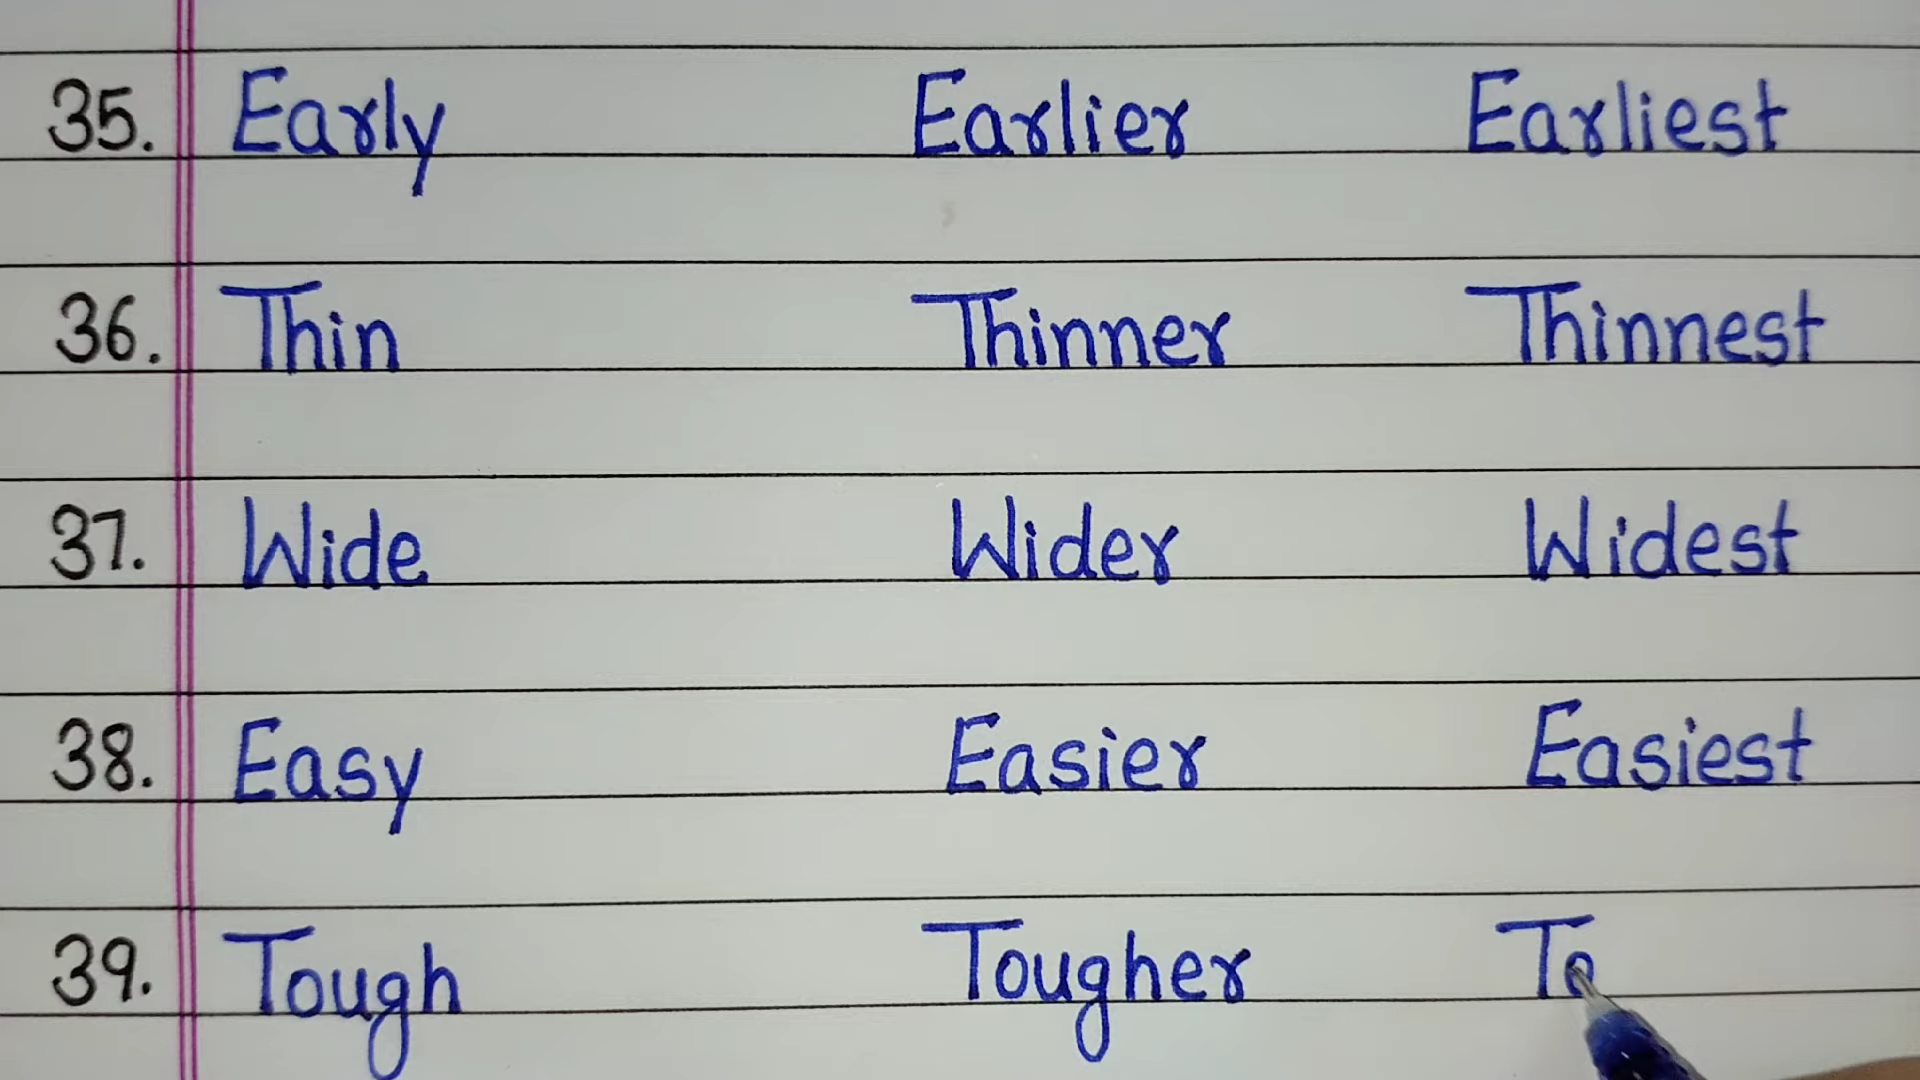 35. Early Earlier Earliest
36. Thin Thinner Thinnest
37. Wide Wider Widest
38. Easy Easier Easiest
39. Tough Tougher To